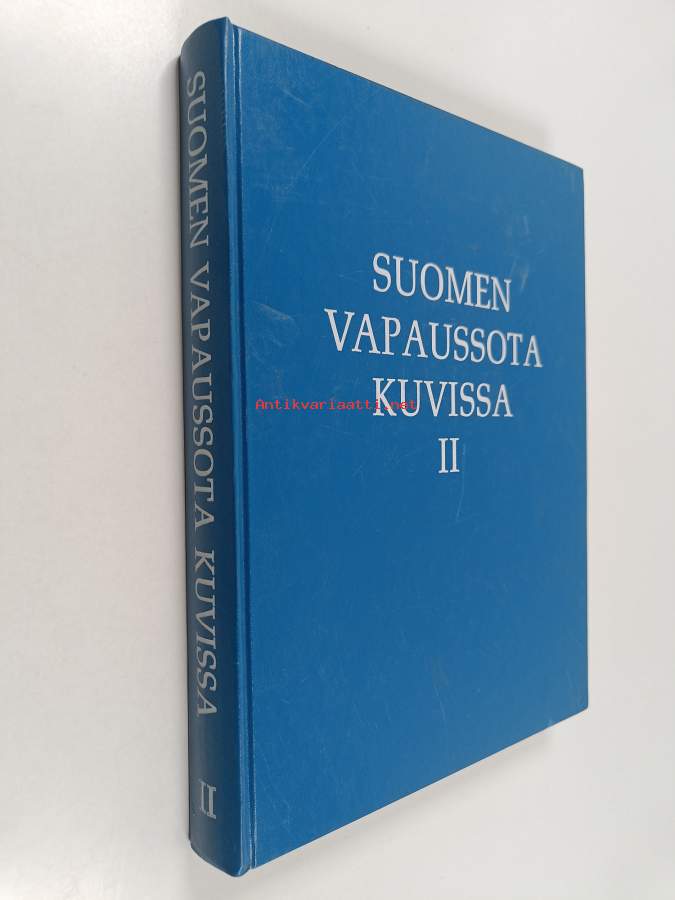 SUOMEN VAPAUSSOTA KUVISSA II
SUOMEN
VAPAUSSOTA
KUVISSA
II
Antikvariaatti.net